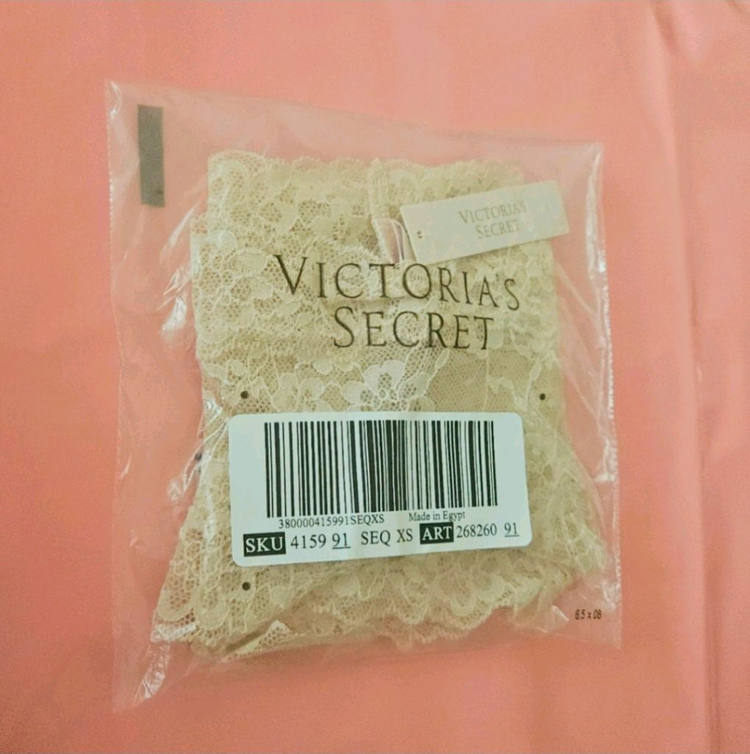 VICTORIA'S
SECRET
VICTORIA'S
SECRET
380000415991SEQXS Made in Egypt
SKU 4159 91 SEQ XS ART 268260 91
8.5 x 08